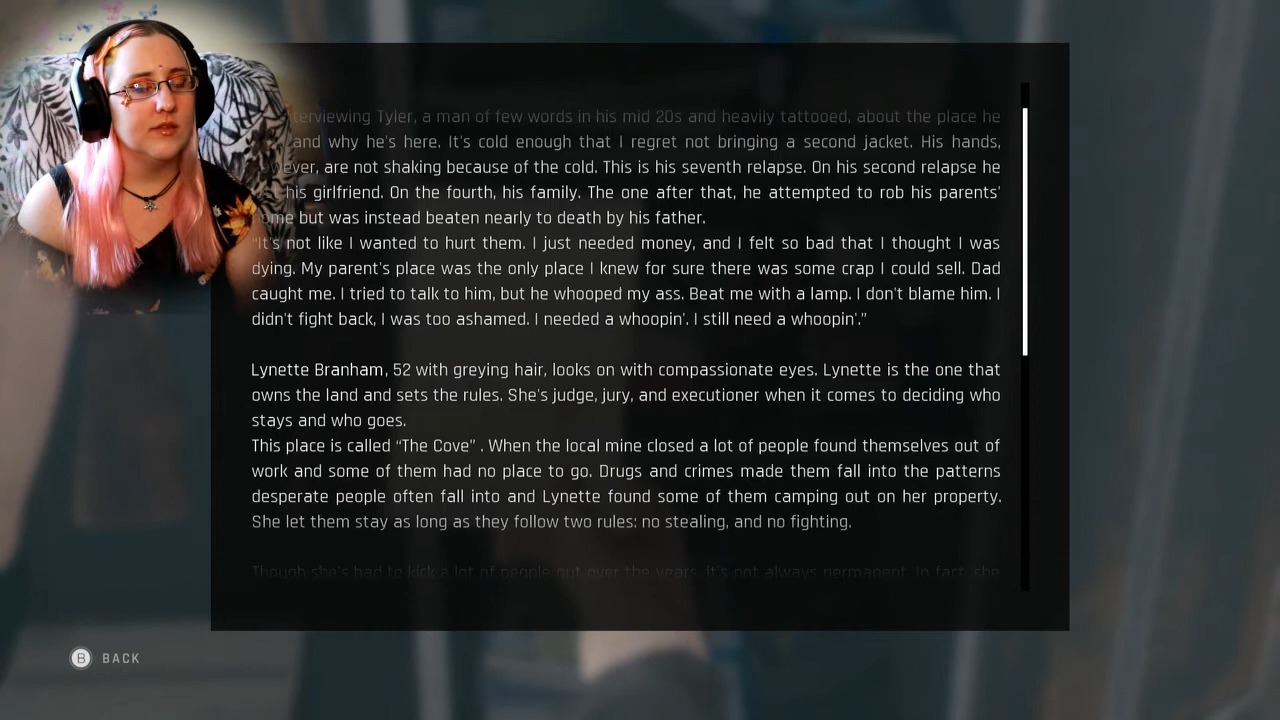 Tyler, a man of few words in his mid 20s and heavily tattooed, about the place he
and why he's here. It's cold enough that I regret not bringing a second jacket. His hands,
are not shaking because of the cold. This is his seventh relapse. On his second relapse he
his girlfriend. On the fourth, his family. The one after that, he attempted to rob his parents'
but was instead beaten nearly to death by his father.
“It's not like I wanted to hurt them. I just needed money, and I felt so bad that I thought I was
dying. My parent's place was the only place I knew for sure there was some crap I could sell. Dad
caught me. I tried to talk to him, but he whooped my ass. Beat me with a lamp. I don't blame him. I
didn't fight back, I was too ashamed. I needed a whoopin'. I still need a whoopin'.”
Lynette Branham, 52 with greying hair, looks on with compassionate eyes. Lynette is the one that
owns the land and sets the rules. She's judge, jury, and executioner when it comes to deciding who
stays and who goes.
This place is called “The Cove” . When the local mine closed a lot of people found themselves out of
work and some of them had no place to go. Drugs and crimes made them fall into the patterns
desperate people often fall into and Lynette found some of them camping out on her property.
She let them stay as long as they follow two rules: no stealing, and no fighting.
Though she's had to kick a lot of people out over the years, it's not always permanent. In fact, she
B BACK